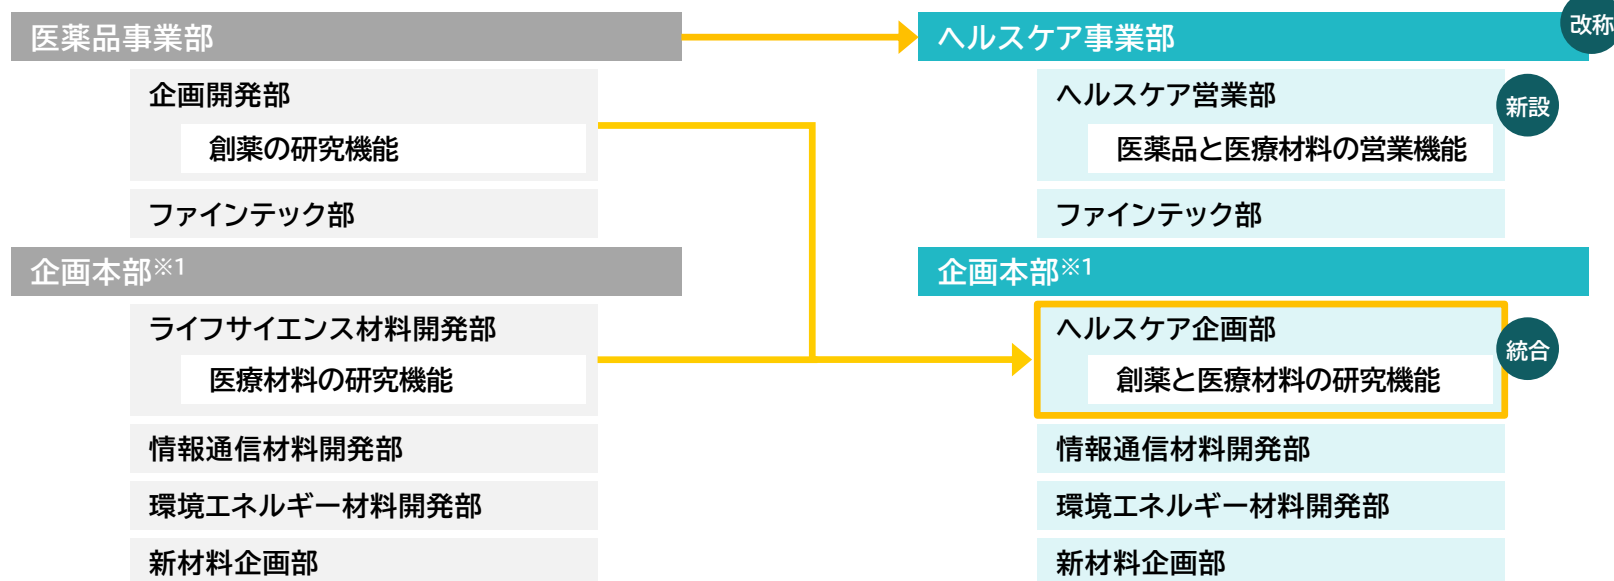 医薬品事業部
企画開発部
創薬の研究機能
ファインテック部
企画本部※1
ライフサイエンス材料開発部
医療材料の研究機能
情報通信材料開発部
環境エネルギー材料開発部
新材料企画部
ヘルスケア事業部
改称
ヘルスケア営業部
新設
医薬品と医療材料の営業機能
ファインテック部
企画本部※1
ヘルスケア企画部
統合
創薬と医療材料の研究機能
情報通信材料開発部
環境エネルギー材料開発部
新材料企画部